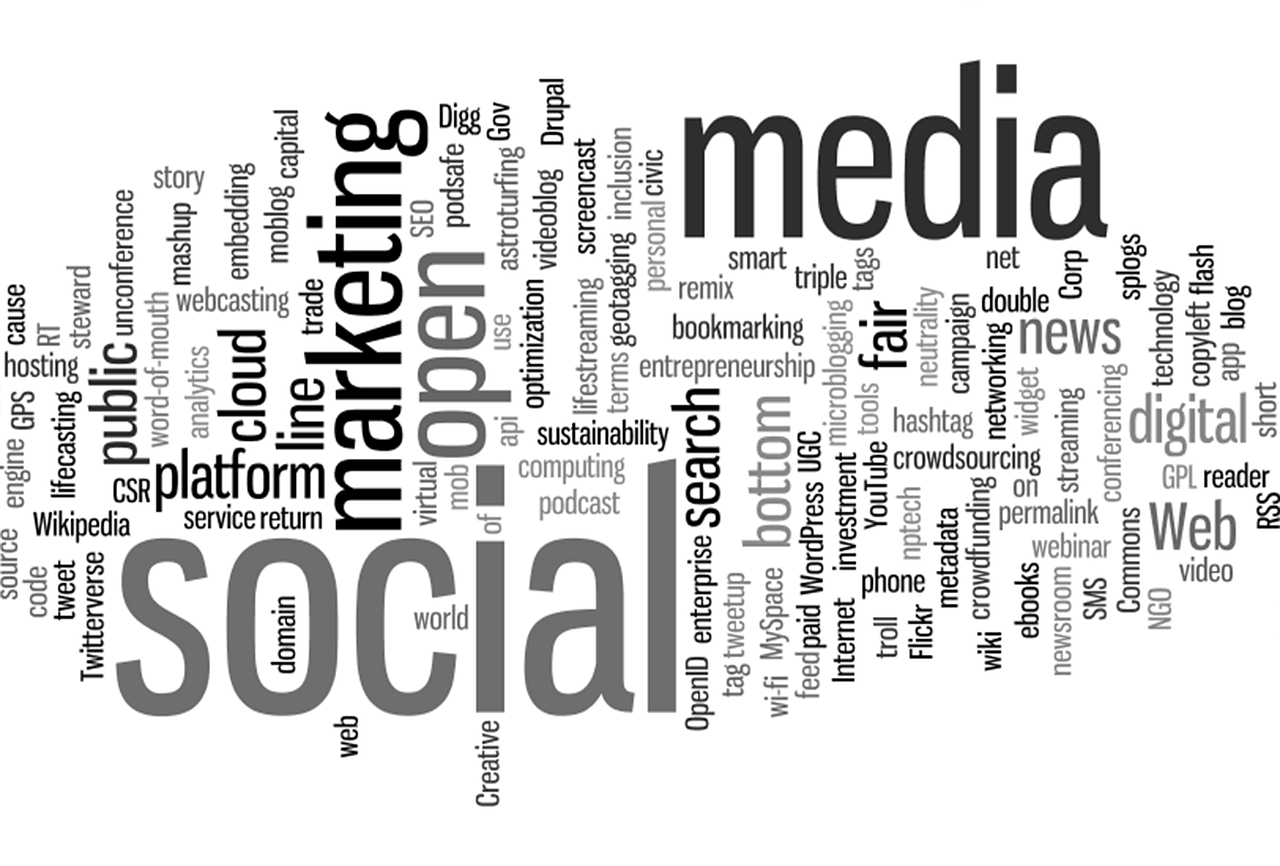 media
social
marketing
open
Digg
Gov
Drupal
capital
story
mashup
embedding
moblog
SEO
podsafe
astroturfing
videoblog
screencast
inclusion
personal
civic
unconference
cause
RT
steward
word-of-mouth
webcasting
trade
use
optimization
lifestreaming
geotagging
terms
smart
triple
tags
remix
bookmarking
entrepreneurship
microblogging
fair
neutrality
campaign
net
double
Corp
splogs
flash
technology
copyleft
blog
app
news
networking
widget
hosting
public
analytics
cloud
line
api
sustainability
search
bottom
UGC
tools
hashtag
crowdsourcing
streaming
conferencing
digital
short
GPS
engine
lifecasting
CSR
platform
service
return
virtual
mob
of
computing
podcast
WordPress
investment
YouTube
nptech
metadata
crowdfunding
on
permalink
webinar
GPL
reader
RSS
Web
video
Commons
NGO
Wikipedia
source
code
tweet
Twitterverse
domain
world
web
Creative
OpenID
enterprise
tag
tweetup
wi-fi
MySpace
feed
paid
Internet
phone
troll
Flickr
wiki
ebooks
newsroom
SMS